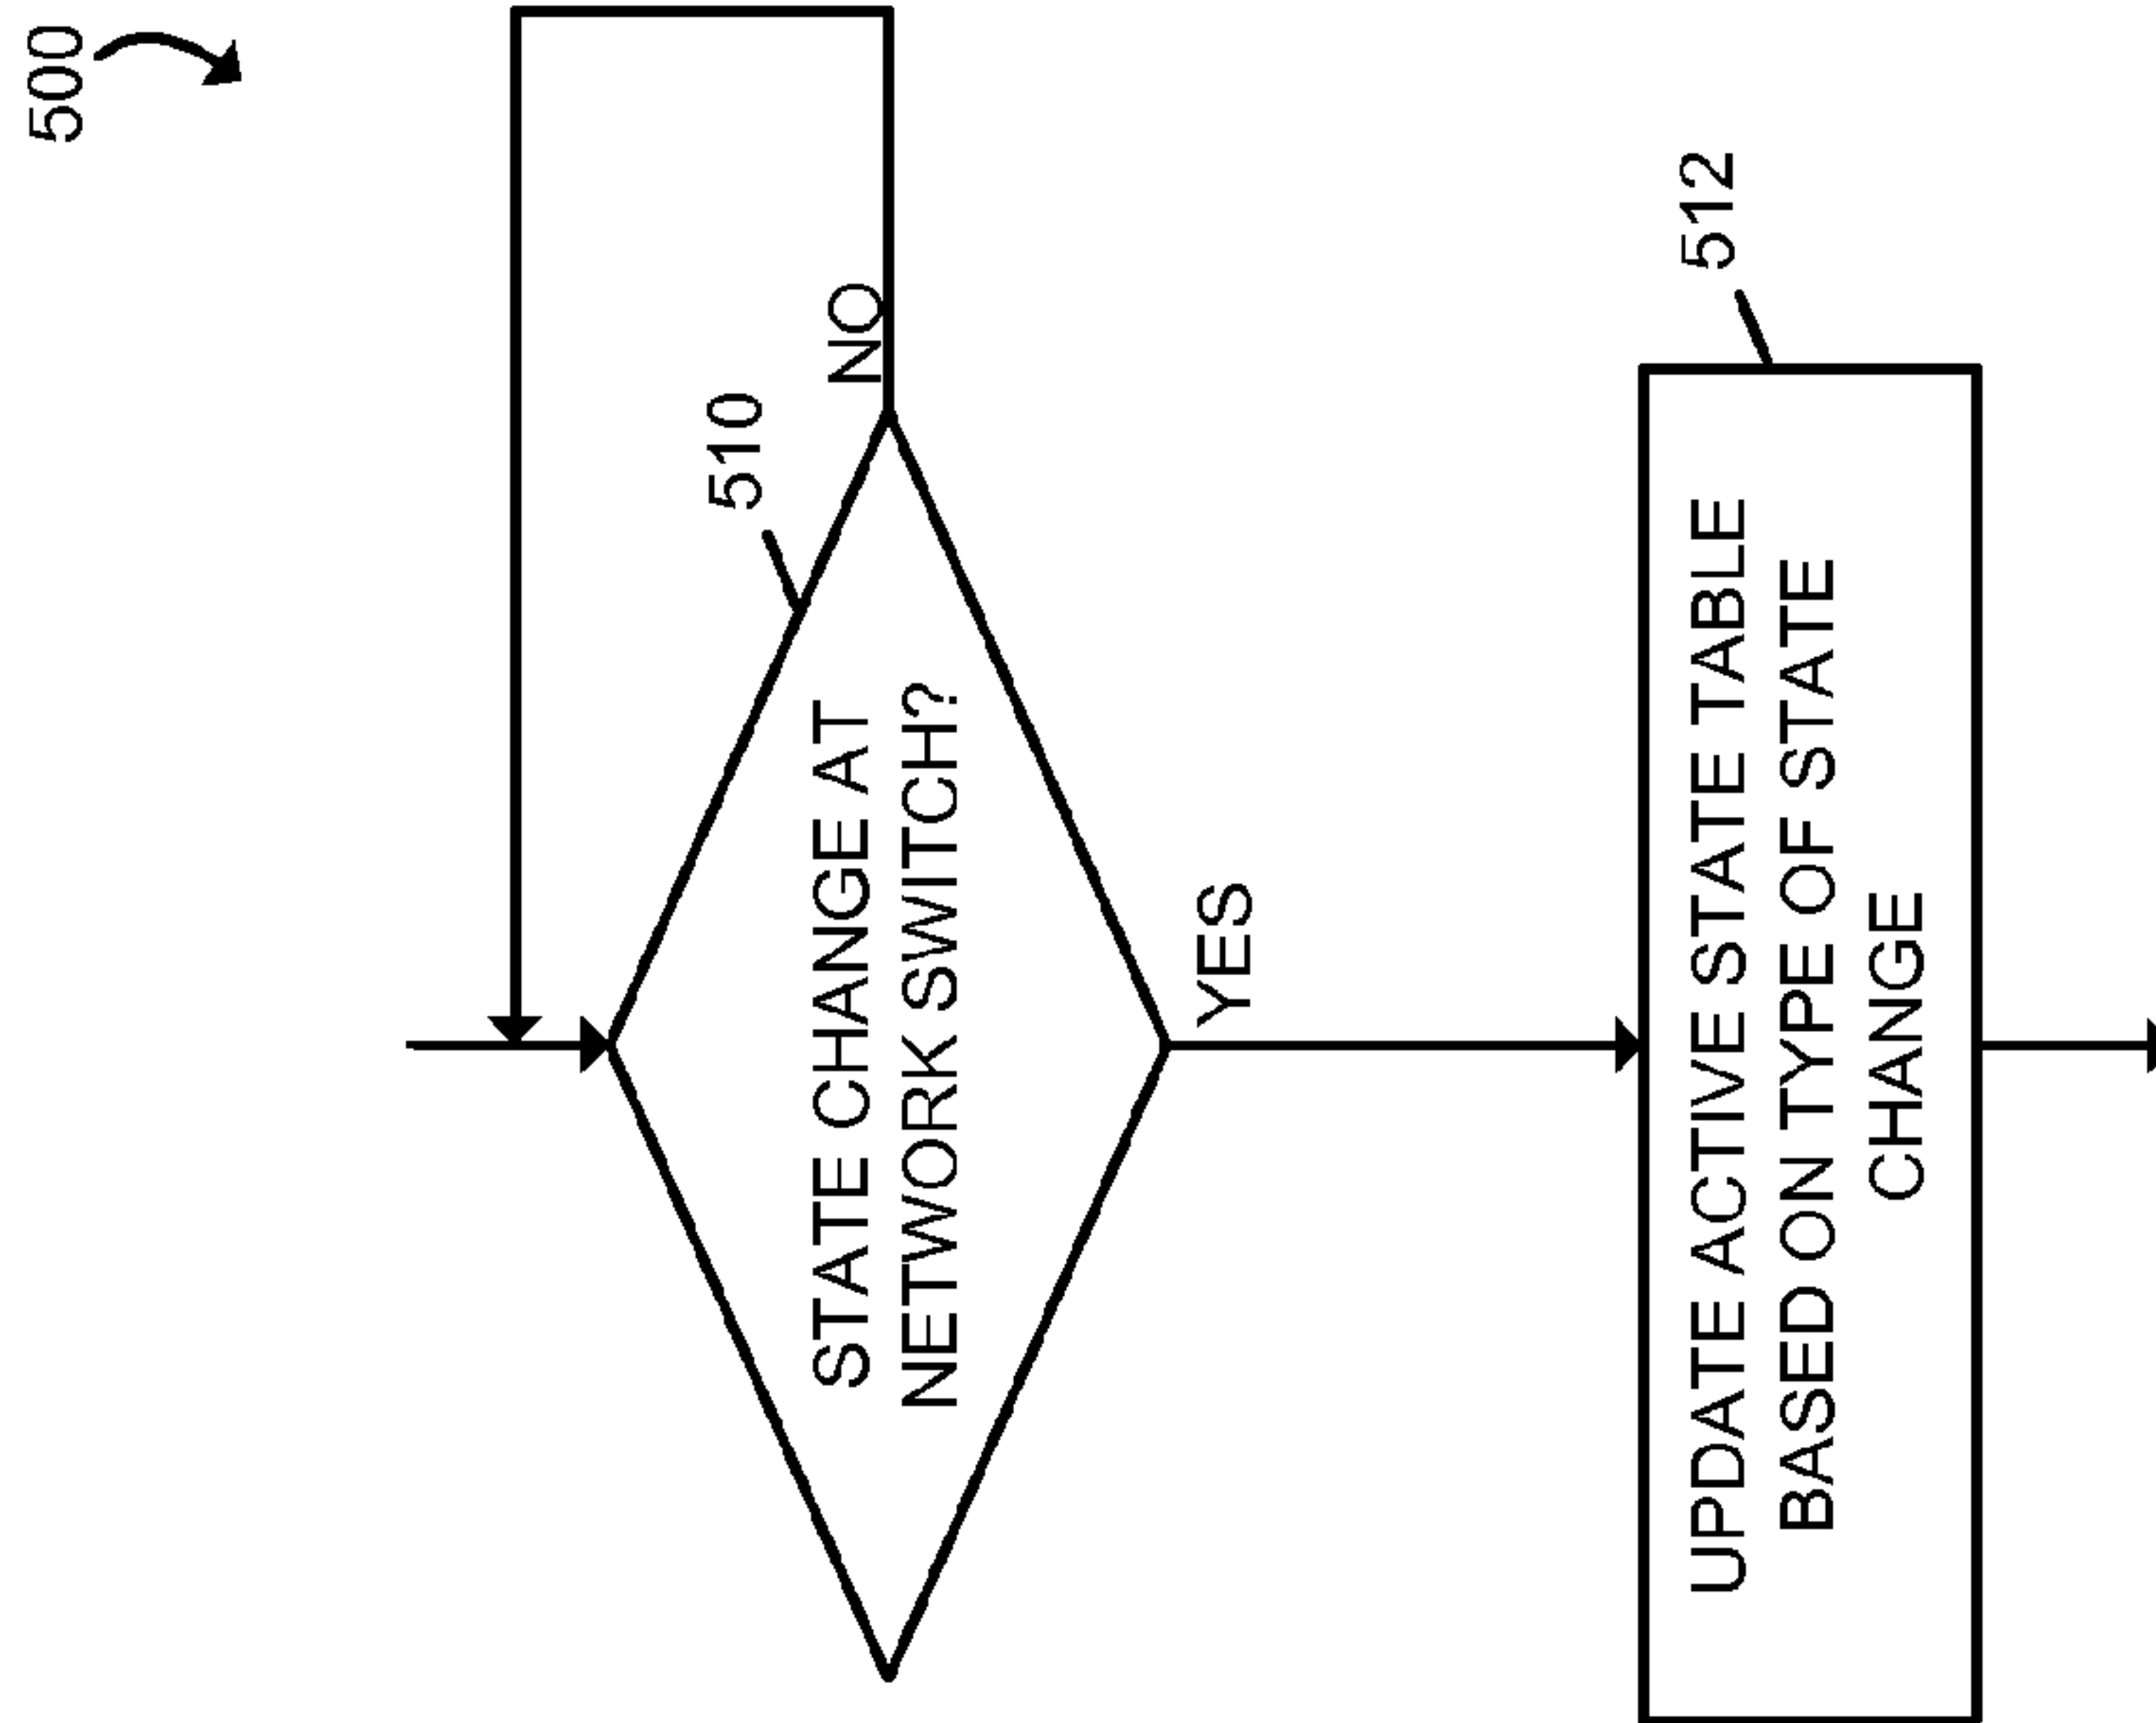 500
510
STATE CHANGE AT
NETWORK SWITCH?
NO
YES
512
UPDATE ACTIVE STATE TABLE
BASED ON TYPE OF STATE
CHANGE